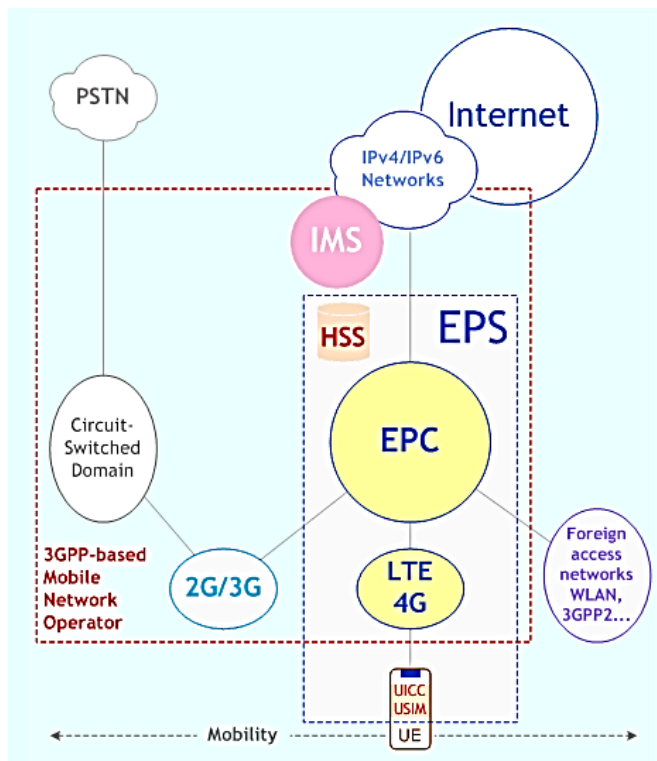 PSTN
Internet
IPv4/IPv6
Networks
IMS
HSS
EPS
Circuit-
Switched
Domain
EPC
3GPP-based
Mobile
Network
Operator
2G/3G
LTE
4G
Foreign
access
networks
WLAN,
3GPP2...
UICC
USIM
UE
Mobility